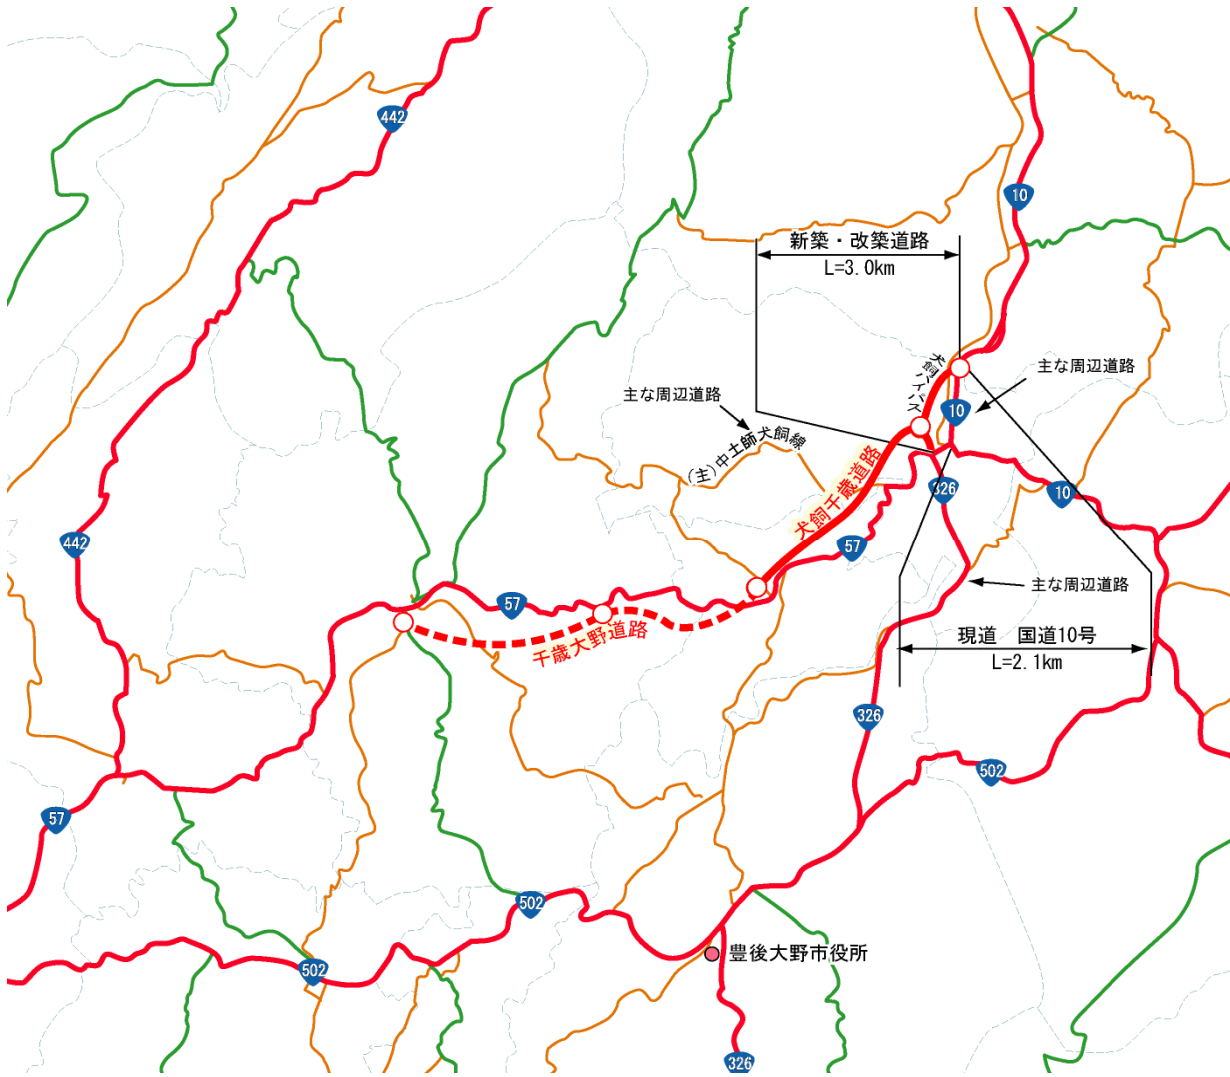 442
10
新築・改築道路
L=3.0km
犬飼バイパス
主な周辺道路
主な周辺道路
10
(主)中土師犬飼線
犬飼千歳道路
326
10
442
57
57
主な周辺道路
千歳大野道路
現道 国道10号
L=2.1km
326
502
57
502
豊後大野市役所
502
326